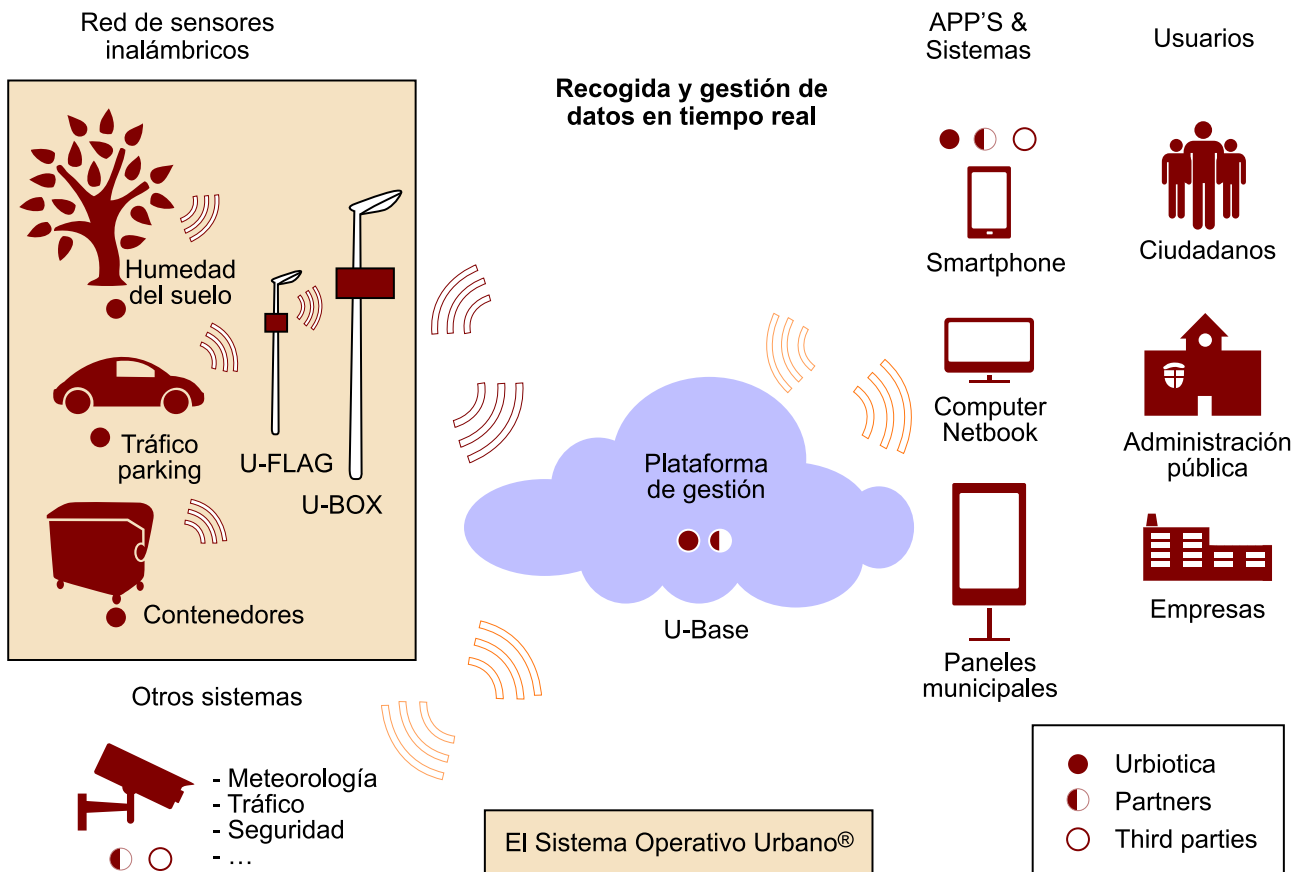 Red de sensores
inalámbricos
Humedad
del suelo
Tráfico
parking
U-FLAG
U-BOX
Contenedores
Otros sistemas
- Meteorología
- Tráfico
- Seguridad
- ...
Recogida y gestión de
datos en tiempo real
Plataforma
de gestión
U-Base
El Sistema Operativo Urbano®
APP'S &
Sistemas
Smartphone
Computer
Netbook
Paneles
municipales
Usuarios
Ciudadanos
Administración
pública
Empresas
Urbiotica
Partners
Third parties